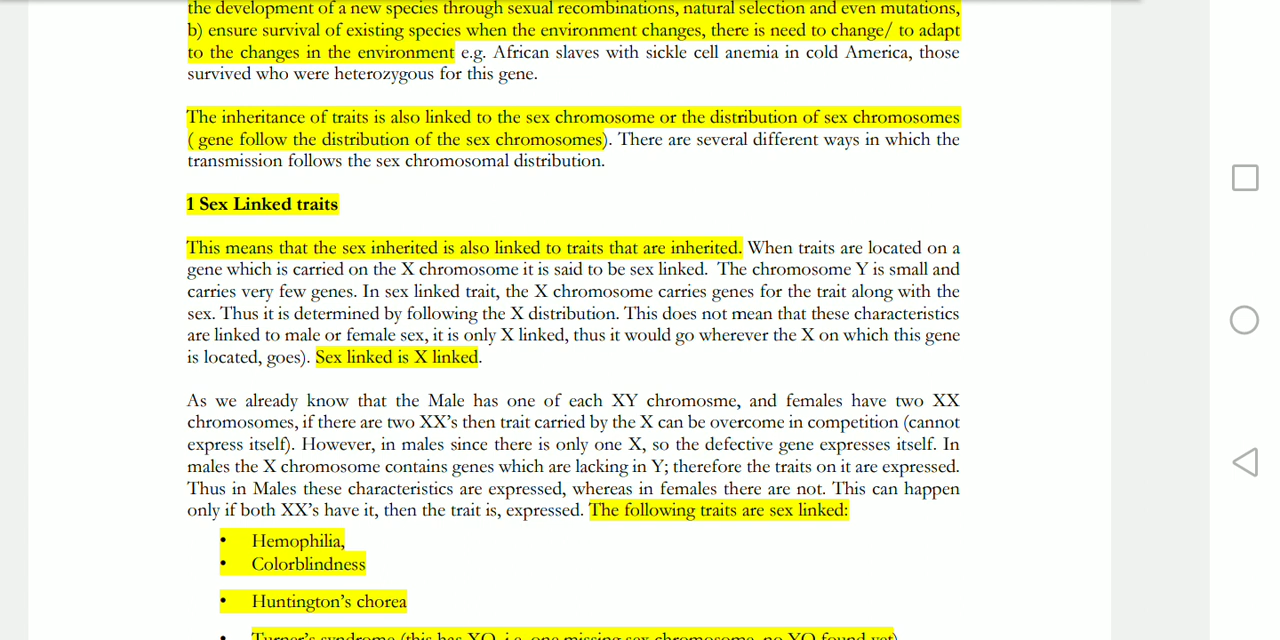 the development of a new species through sexual recombinations, natural selection and even mutations,
b) ensure survival of existing species when the environment changes, there is need to change/ to adapt
to the changes in the environment e.g. African slaves with sickle cell anemia in cold America, those
survived who were heterozygous for this gene.
The inheritance of traits is also linked to the sex chromosome or the distribution of sex chromosomes
( gene follow the distribution of the sex chromosomes). There are several different ways in which the
transmission follows the sex chromosomal distribution.
1 Sex Linked traits
This means that the sex inherited is also linked to traits that are inherited. When traits are located on a
gene which is carried on the X chromosome it is said to be sex linked. The chromosome Y is small and
carries very few genes. In sex linked trait, the X chromosome carries genes for the trait along with the
sex. Thus it is determined by following the X distribution. This does not mean that these characteristics
are linked to male or female sex, it is only X linked, thus it would go wherever the X on which this gene
is located, goes). Sex linked is X linked.
As we already know that the Male has one of each XY chromosme, and females have two XX
chromosomes, if there are two XX's then trait carried by the X can be overcome in competition (cannot
express itself). However, in males since there is only one X, so the defective gene expresses itself. In
males the X chromosome contains genes which are lacking in Y; therefore the traits on it are expressed.
Thus in Males these characteristics are expressed, whereas in females there are not. This can happen
only if both XX's have it, then the trait is, expressed. The following traits are sex linked:
• Hemophilia,
• Colorblindness
• Huntington's chorea
• Turner's syndrome (this has XO, i.e. one missing sex chromosome, no YO found yet)